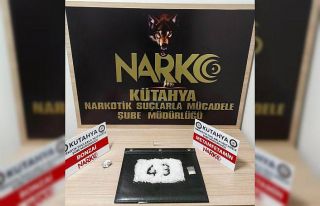 NARKO
KÜTAHYA
NARKOTİK SUÇLARLA MÜCADELE
ŞUBE MÜDÜRLÜĞÜ
KÜTAHYA
BONZAİ
NARKO
43
KÜTAHYA
METAMFETAMİN
NARKO